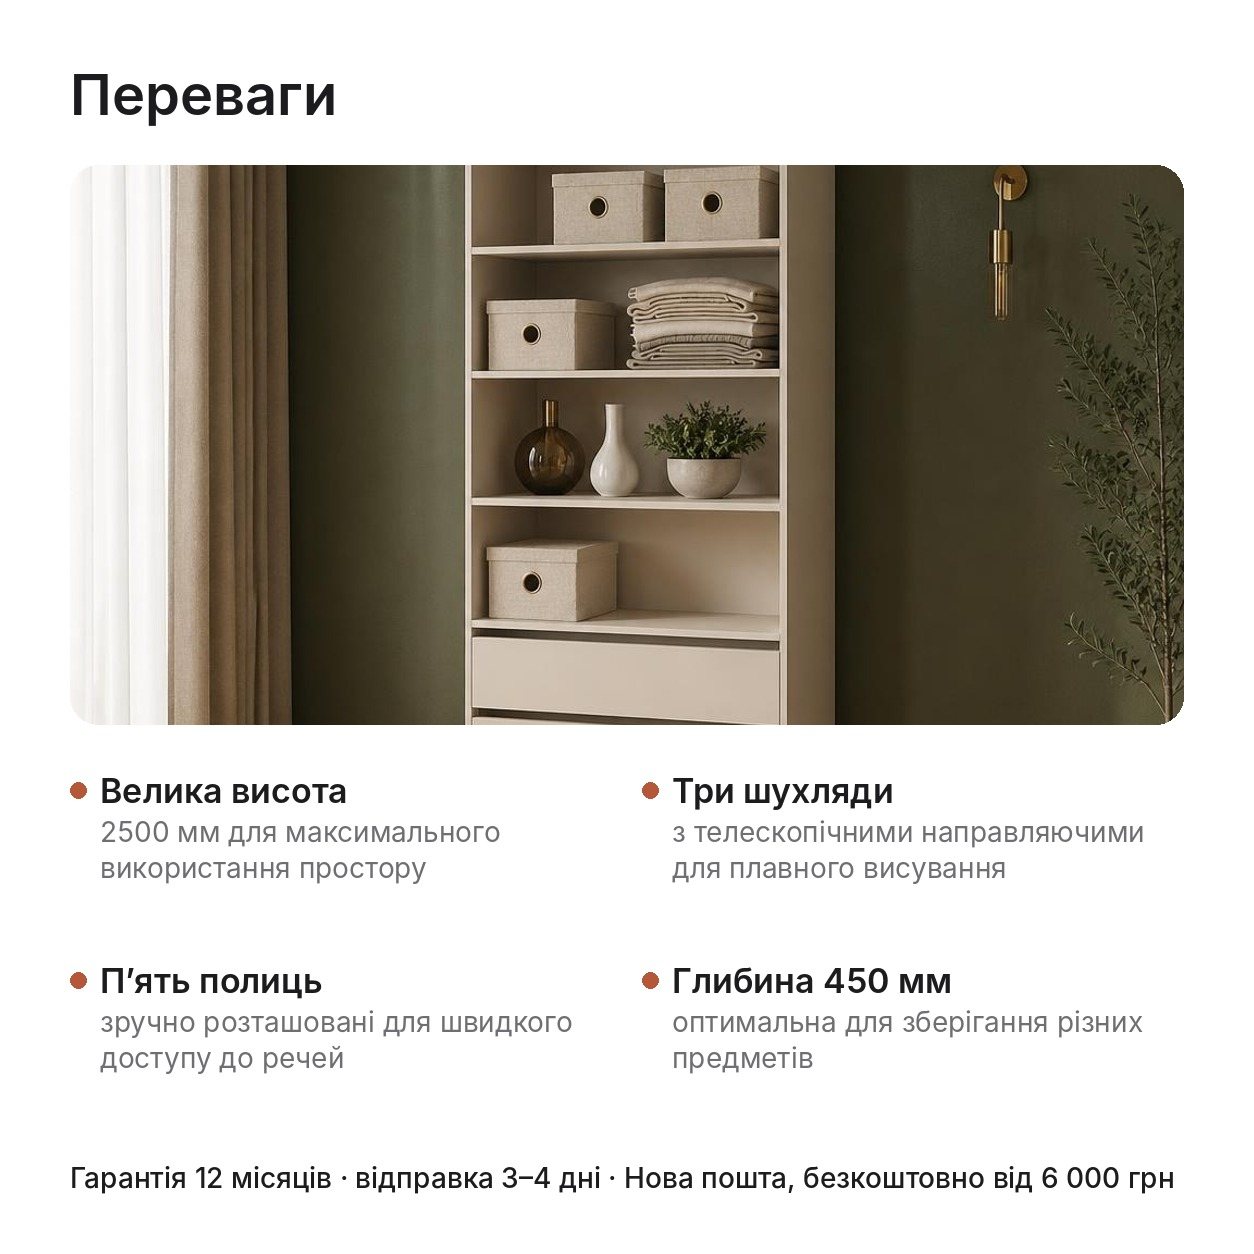 Переваги
Велика висота
2500 мм для максимального
використання простору
Три шухляди
з телескопічними направляючими
для плавного висування
П’ять полиць
зручно розташовані для швидкого
доступу до речей
Глибина 450 мм
оптимальна для зберігання різних
предметів
Гарантія 12 місяців · відправка 3–4 дні · Нова пошта, безкоштовно від 6 000 грн